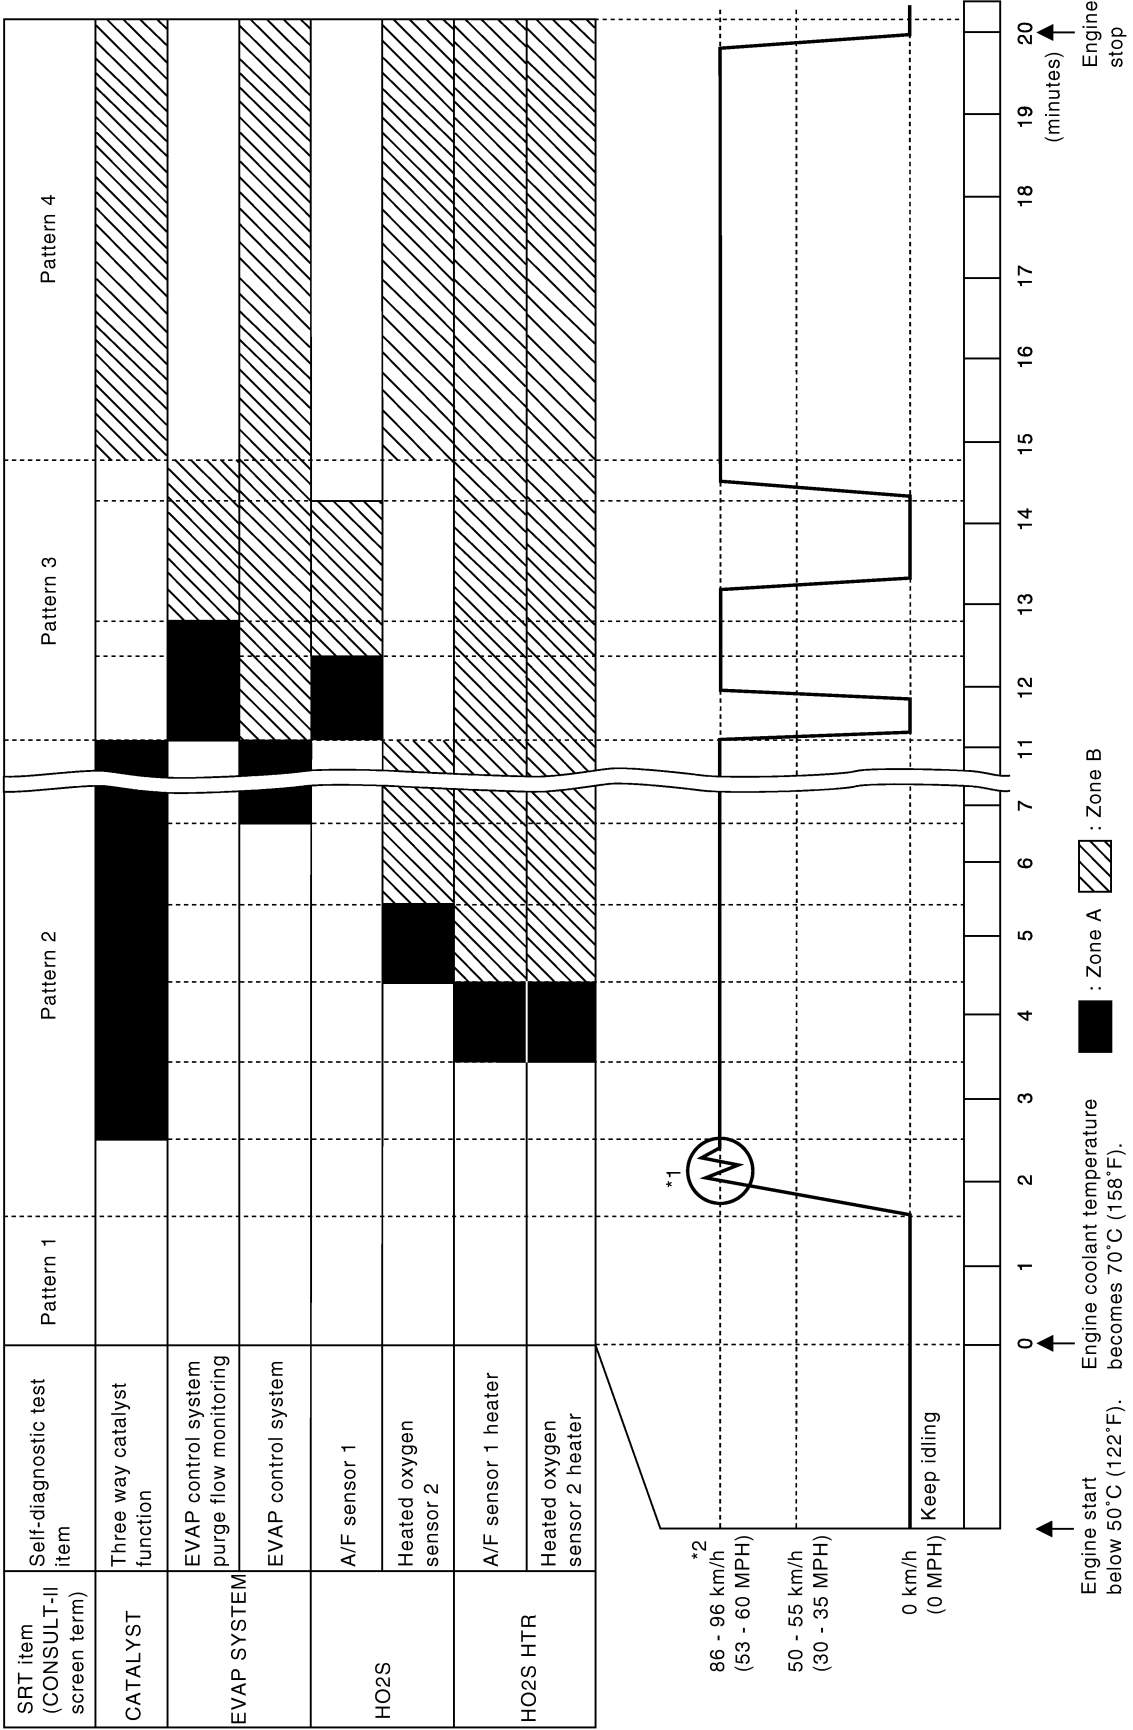 SRT item
(CONSULT-II
screen term)
Self-diagnostic test
item
Pattern 1
Pattern 2
Pattern 3
Pattern 4
CATALYST
Three way catalyst
function
EVAP SYSTEM
EVAP control system
purge flow monitoring
EVAP control system
HO2S
A/F sensor 1
Heated oxygen
sensor 2
HO2S HTR
A/F sensor 1 heater
Heated oxygen
sensor 2 heater
*1
*2
86 - 96 km/h
(53 - 60 MPH)
50 - 55 km/h
(30 - 35 MPH)
0 km/h
(0 MPH)
Keep idling
0 1 2 3 4 5 6 7 11 12 13 14 15 16 17 18 19 20
(minutes)
Engine start
below 50˚C (122˚F).
Engine coolant temperature
becomes 70˚C (158˚F).
: Zone A
: Zone B
Engine
stop